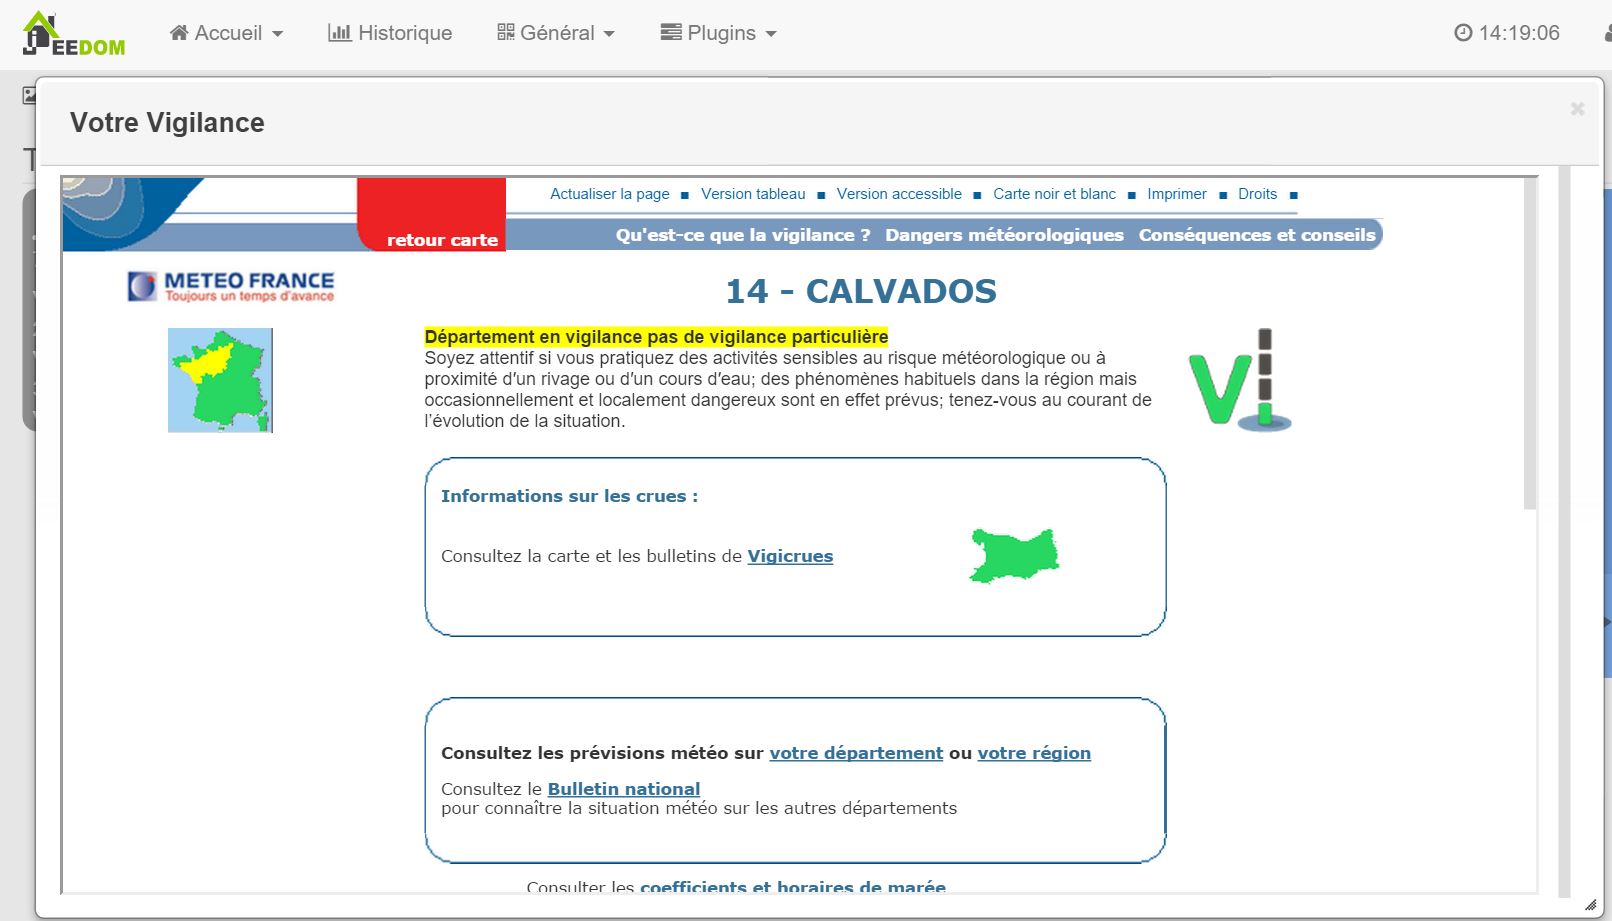 JEEDOM
Accueil
Historique
Général
Plugins
14:19:06
Votre Vigilance
×
Actualiser la page ■ Version tableau ■ Version accessible ■ Carte noir et blanc ■ Imprimer ■ Droits ■
retour carte
Qu'est-ce que la vigilance ? Dangers météorologiques Conséquences et conseils
METEO FRANCE
Toujours un temps d'avance
14 - CALVADOS
Département en vigilance pas de vigilance particulière
Soyez attentif si vous pratiquez des activités sensibles au risque météorologique ou à
proximité d'un rivage ou d'un cours d'eau; des phénomènes habituels dans la région mais
occasionnellement et localement dangereux sont en effet prévus; tenez-vous au courant de
l'évolution de la situation.
Vi
Informations sur les crues :
Consultez la carte et les bulletins de Vigicrues
Consultez les prévisions météo sur votre département ou votre région
Consultez le Bulletin national
pour connaître la situation météo sur les autres départements
Consulter les coefficients et horaires de marée